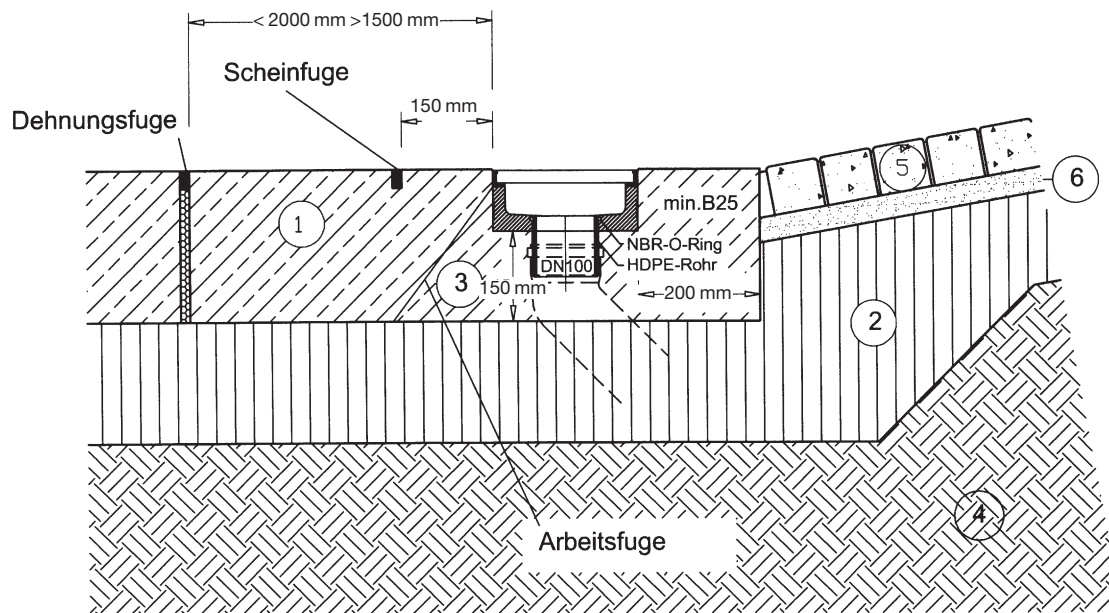 < 2000 mm >1500 mm
Scheinfuge
150 mm
Dehnungsfuge
5
6
1
min.B25
NBR-O-Ring
DN100
HDPE-Rohr
3
150 mm
200 mm
2
4
Arbeitsfuge